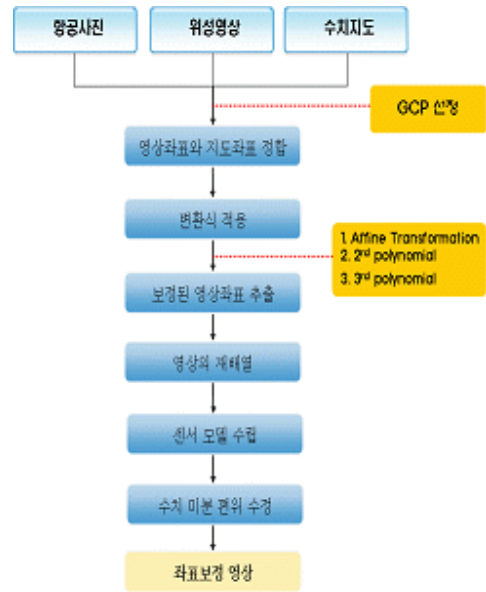 항공사진
위성영상
수치지도
GCP 선정
영상좌표와 지도좌표 정합
변환식 적용
1. Affine Transformation
2. 2nd polynomial
3. 3rd polynomial
보정된 영상좌표 추출
영상의 재배열
센서 모델 수립
수치 미분 편위 수정
좌표보정 영상